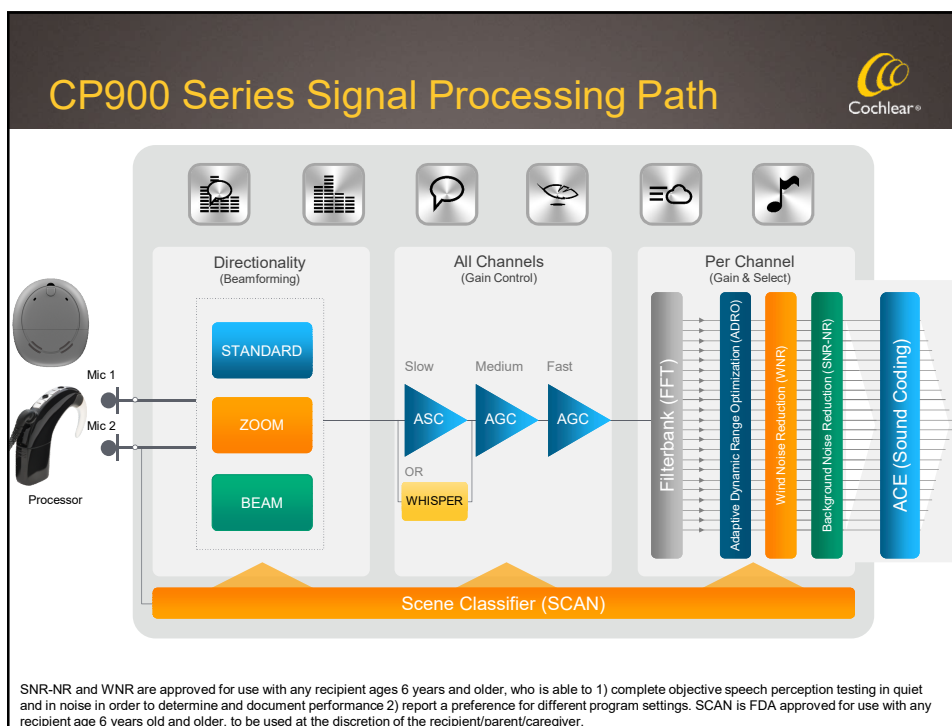 CP900 Series Signal Processing Path
Cochlear®
Directionality
(Beamforming)
All Channels
(Gain Control)
Per Channel
(Gain & Select)
Mic 1
Mic 2
Processor
STANDARD
ZOOM
BEAM
Slow
Medium
Fast
ASC
AGC
AGC
OR
WHISPER
Filterbank (FFT)
Adaptive Dynamic Range Optimization (ADRO)
Wind Noise Reduction (WNR)
Background Noise Reduction (SNR-NR)
ACE (Sound Coding)
Scene Classifier (SCAN)
SNR-NR and WNR are approved for use with any recipient ages 6 years and older, who is able to 1) complete objective speech perception testing in quiet
and in noise in order to determine and document performance 2) report a preference for different program settings. SCAN is FDA approved for use with any
recipient age 6 years old and older, to be used at the discretion of the recipient/parent/caregiver.